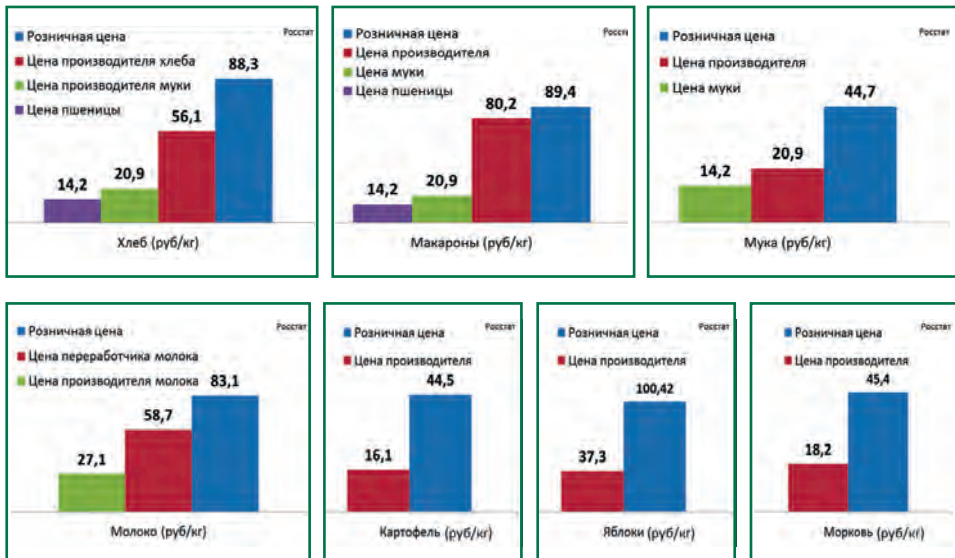 Росстат
Розничная цена
Цена производителя хлеба
Цена производителя муки
Цена пшеницы
14,2
20,9
56,1
88,3
Хлеб (руб/кг)
Розничная цена
Цена производителя
Цена муки
Цена пшеницы
14,2
20,9
80,2
89,4
Макароны (руб/кг)
Росстат
Розничная цена
Цена производителя
Цена муки
14,2
20,9
44,7
Мука (руб/кг)
Росстат
Розничная цена
Цена переработчика молока
Цена производителя молока
27,1
58,7
83,1
Молоко (руб/кг)
Росстат
Розничная цена
Цена производителя
16,1
44,5
Картофель (руб/кг)
Росстат
Розничная цена
Цена производителя
37,3
100,42
Яблоки (руб/кг)
Росстат
Розничная цена
Цена производителя
18,2
45,4
Морковь (руб/кг)